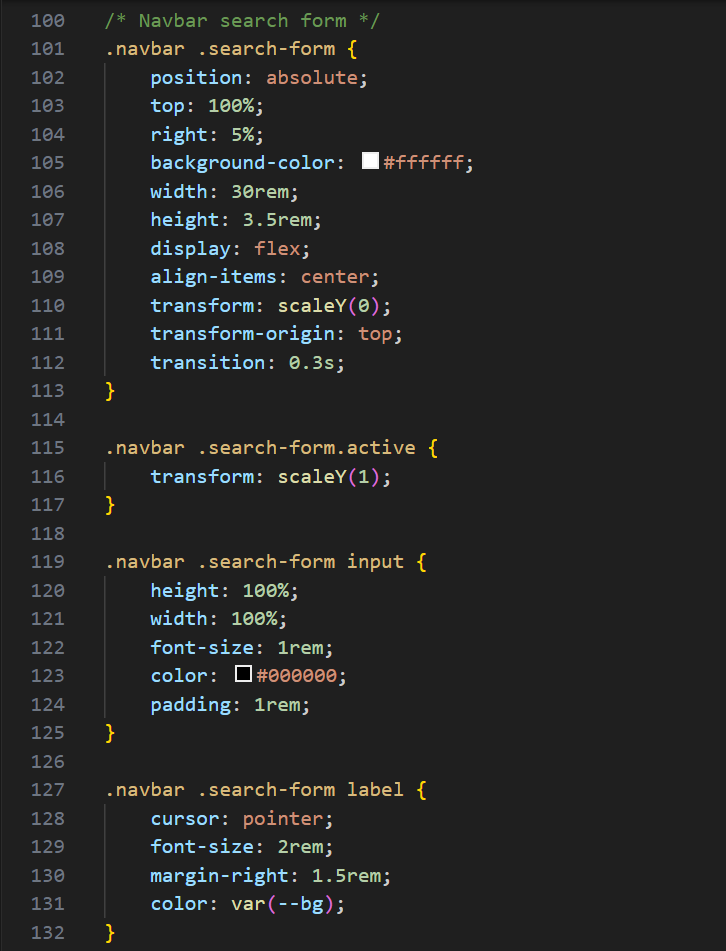 100 /* Navbar search form */
101 .navbar .search-form {
102     position: absolute;
103     top: 100%;
104     right: 5%;
105     background-color: #ffffff;
106     width: 30rem;
107     height: 3.5rem;
108     display: flex;
109     align-items: center;
110     transform: scaleY(0);
111     transform-origin: top;
112     transition: 0.3s;
113 }
114
115 .navbar .search-form.active {
116     transform: scaleY(1);
117 }
118
119 .navbar .search-form input {
120     height: 100%;
121     width: 100%;
122     font-size: 1rem;
123     color: #000000;
124     padding: 1rem;
125 }
126
127 .navbar .search-form label {
128     cursor: pointer;
129     font-size: 2rem;
130     margin-right: 1.5rem;
131     color: var(--bg);
132 }